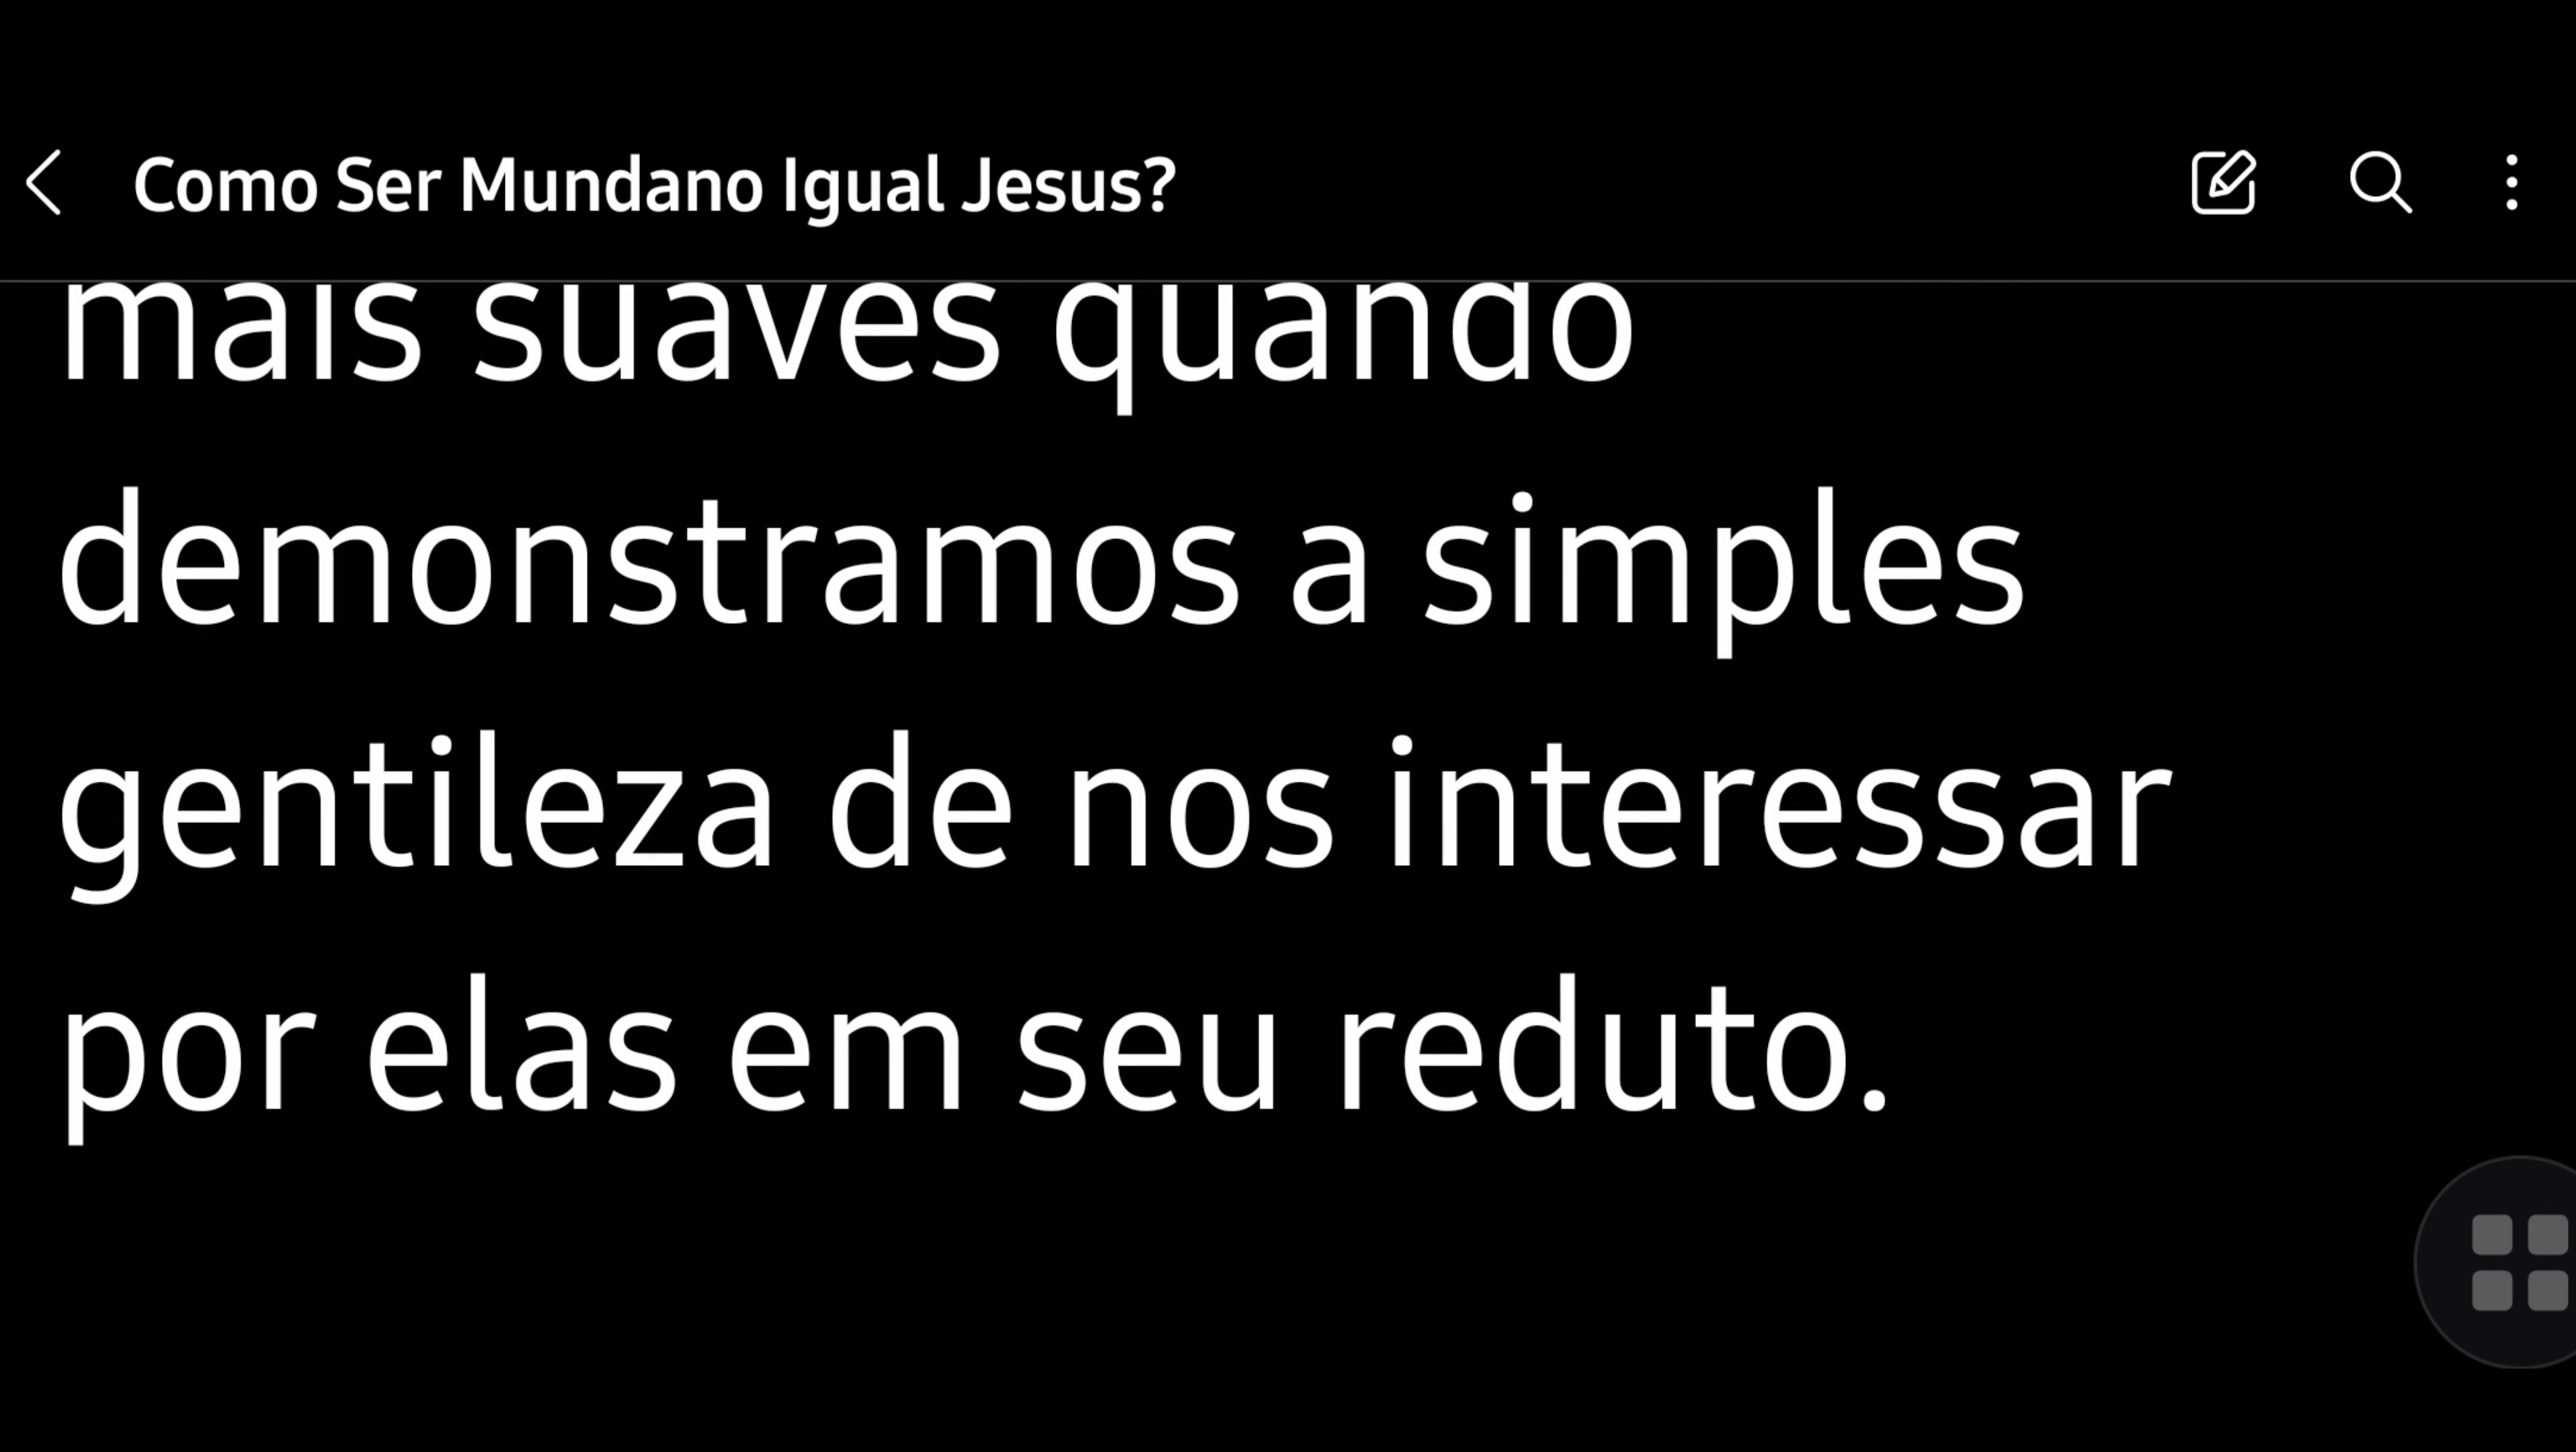 Como Ser Mundano Igual Jesus?
mais suaves quando
demonstramos a simples
gentileza de nos interessar
por elas em seu reduto.